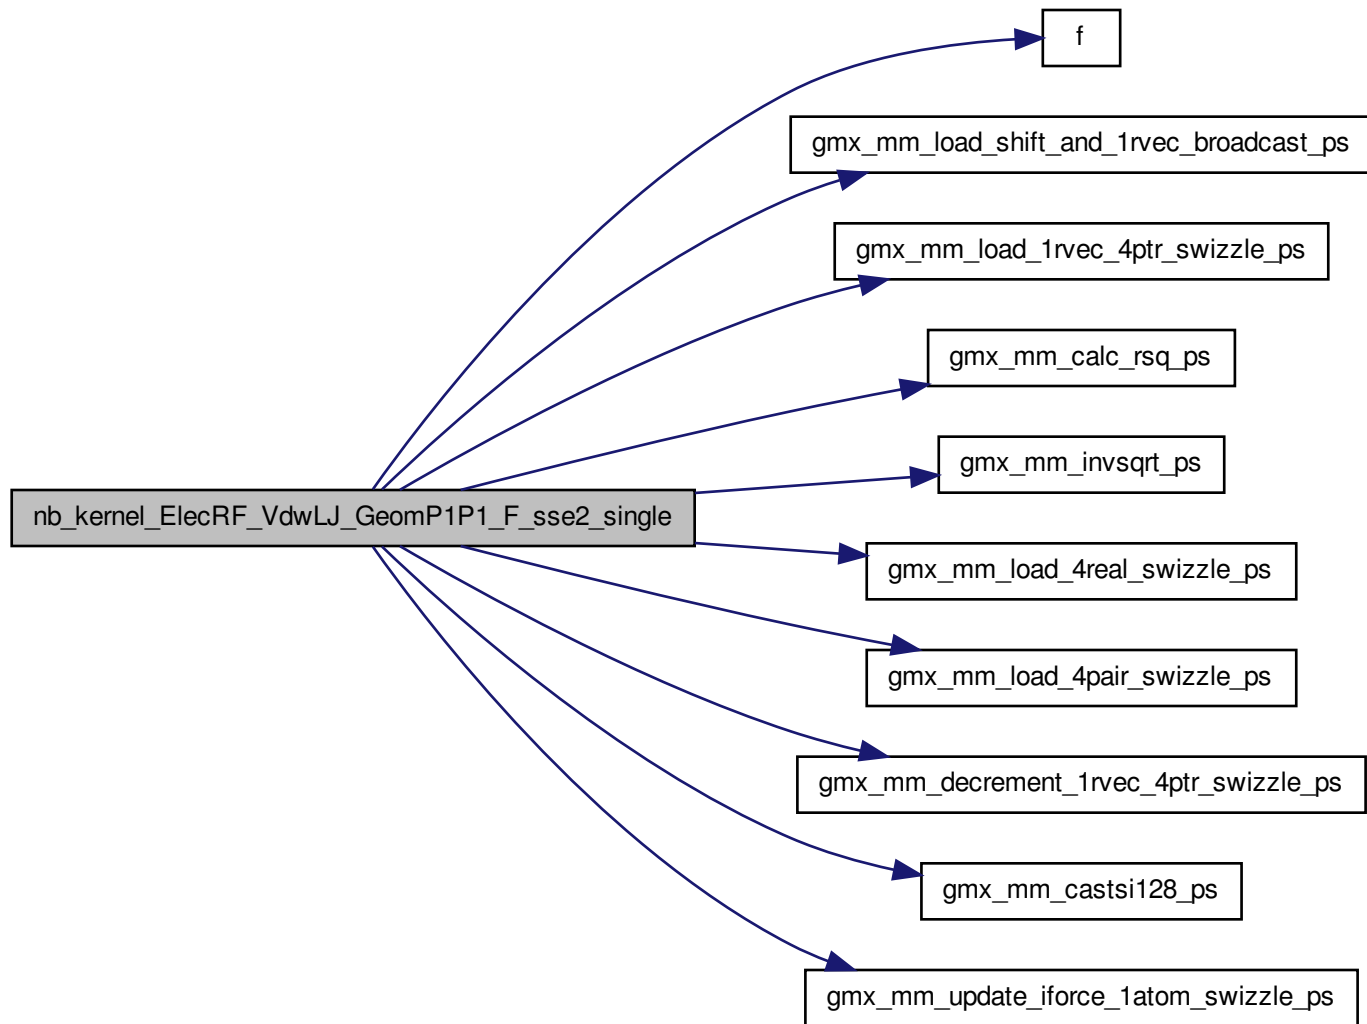 f
gmx_mm_load_shift_and_1rvec_broadcast_ps
gmx_mm_load_1rvec_4ptr_swizzle_ps
gmx_mm_calc_rsq_ps
gmx_mm_invsqrt_ps
nb_kernel_ElecRF_VdwLJ_GeomP1P1_F_sse2_single
gmx_mm_load_4real_swizzle_ps
gmx_mm_load_4pair_swizzle_ps
gmx_mm_decrement_1rvec_4ptr_swizzle_ps
gmx_mm_castsi128_ps
gmx_mm_update_iforce_1atom_swizzle_ps